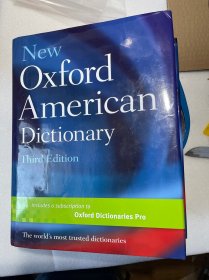 New
Oxford
American
Dictionary
Third Edition
includes a subscription to
Oxford Dictionaries Pro
The world's most trusted dictionaries